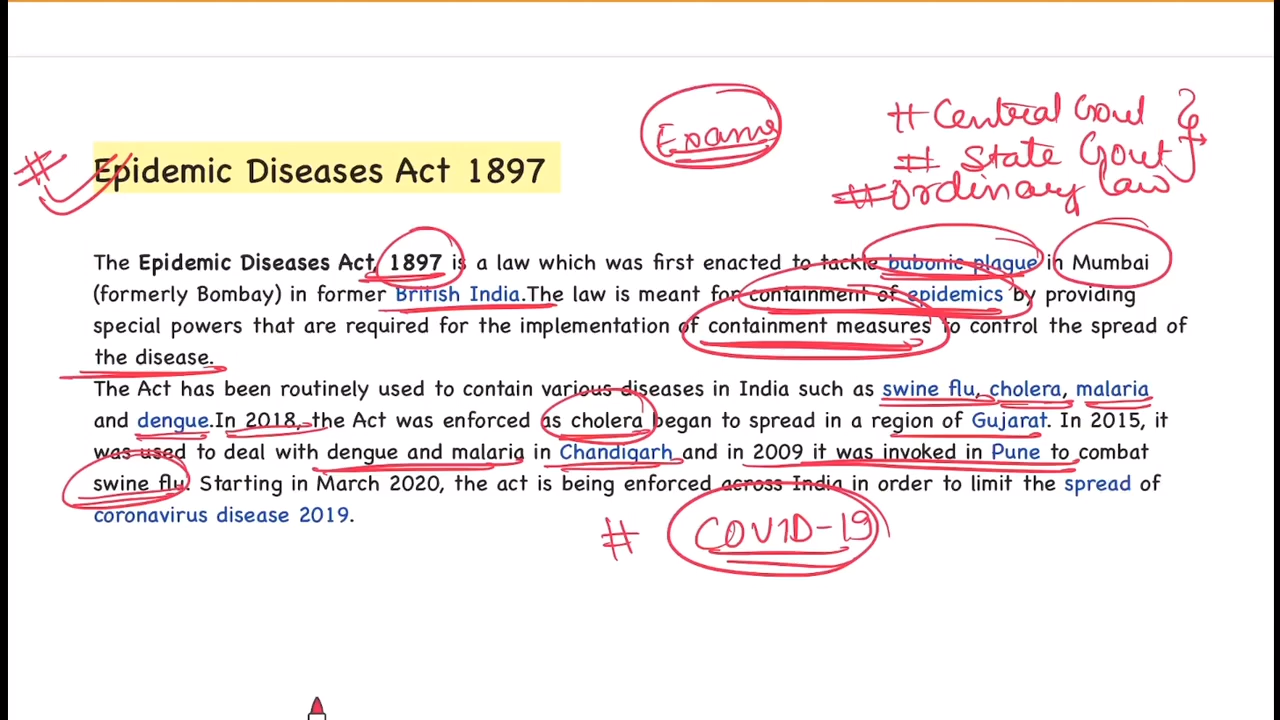 Exams
# Central Govt
# State Govt
# Ordinary law
# Epidemic Diseases Act 1897
The Epidemic Diseases Act, 1897 is a law which was first enacted to tackle bubonic plague in Mumbai
(formerly Bombay) in former British India.The law is meant for containment of epidemics by providing
special powers that are required for the implementation of containment measures to control the spread of
the disease.
The Act has been routinely used to contain various diseases in India such as swine flu, cholera, malaria
and dengue.In 2018, the Act was enforced as cholera began to spread in a region of Gujarat. In 2015, it
was used to deal with dengue and malaria in Chandigarh and in 2009 it was invoked in Pune to combat
swine flu. Starting in March 2020, the act is being enforced across India in order to limit the spread of
coronavirus disease 2019.
# COVID-19